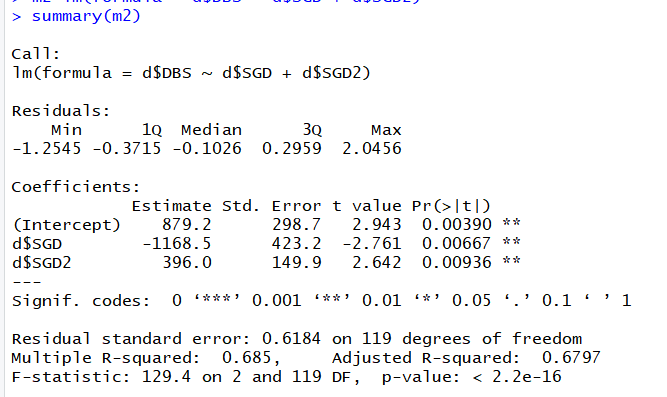 > summary(m2)
Call:
lm(formula = d$DBS ~ d$SGD + d$SGD2)
Residuals:
    Min      1Q  Median      3Q     Max
-1.2545 -0.3715 -0.1026  0.2959  2.0456
Coefficients:
            Estimate Std. Error t value Pr(>|t|)
(Intercept)    879.2      298.7   2.943  0.00390 **
d$SGD        -1168.5      423.2  -2.761  0.00667 **
d$SGD2         396.0      149.9   2.642  0.00936 **
---
Signif. codes:  0 ‘***’ 0.001 ‘**’ 0.01 ‘*’ 0.05 ‘.’ 0.1 ‘ ’ 1
Residual standard error: 0.6184 on 119 degrees of freedom
Multiple R-squared:  0.685,     Adjusted R-squared:  0.6797
F-statistic: 129.4 on 2 and 119 DF,  p-value: < 2.2e-16